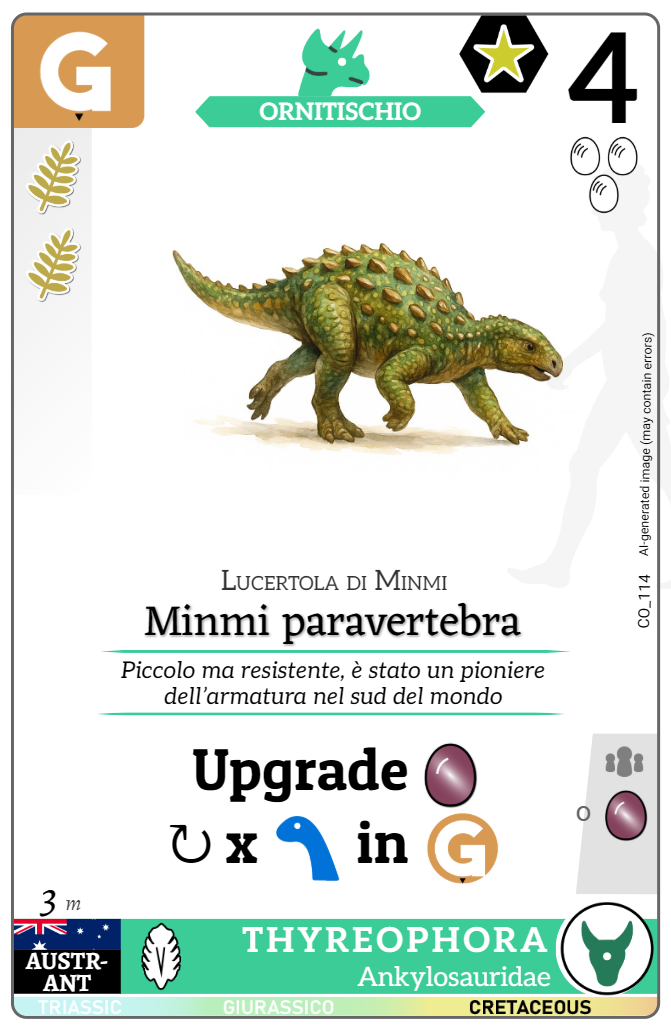 G
ORNITISCHIO
4
AI-generated image (may contain errors)
CO_114
Lucertola di Minmi
Minmi paravertebra
Piccolo ma resistente, è stato un pioniere
dell'armatura nel sud del mondo
Upgrade
↻ x in G
o
3 m
AUSTR-
ANT
THYREOPHORA
Ankylosauridae
TRIASSIC GIURASSICO CRETACEOUS